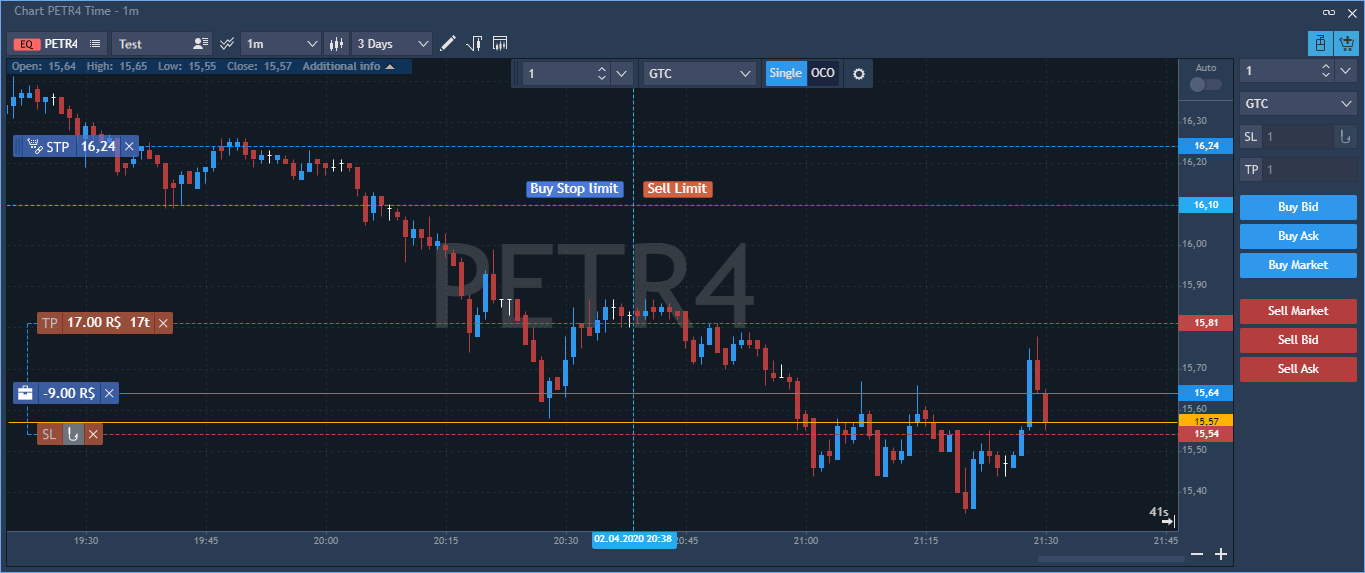 Chart PETR4 Time - 1m
EQ PETR4 Test 1m 3 Days
Open: 15,64 High: 15,65 Low: 15,55 Close: 15,57 Additional info
1 GTC Single OCO
Auto
1
GTC
SL 1
TP 1
Buy Bid
Buy Ask
Buy Market
Sell Market
Sell Bid
Sell Ask
16,30
STP 16,24
16,24
16,20
Buy Stop limit Sell Limit
16,10
16,00
PETR4
15,90
TP 17.00 R$ 17t
15,81
15,70
-9.00 R$
15,64
15,60
15,57
SL
15,54
15,50
15,40
41s
19:30 19:45 20:00 20:15 20:30 02.04.2020 20:38 20:45 21:00 21:15 21:30 21:45